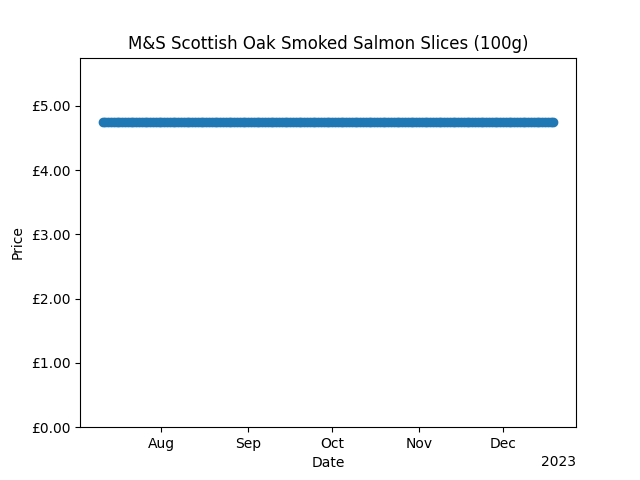 M&S Scottish Oak Smoked Salmon Slices (100g)
£5.00
£4.00
£3.00
£2.00
£1.00
£0.00
Price
Aug Sep Oct Nov Dec
Date
2023